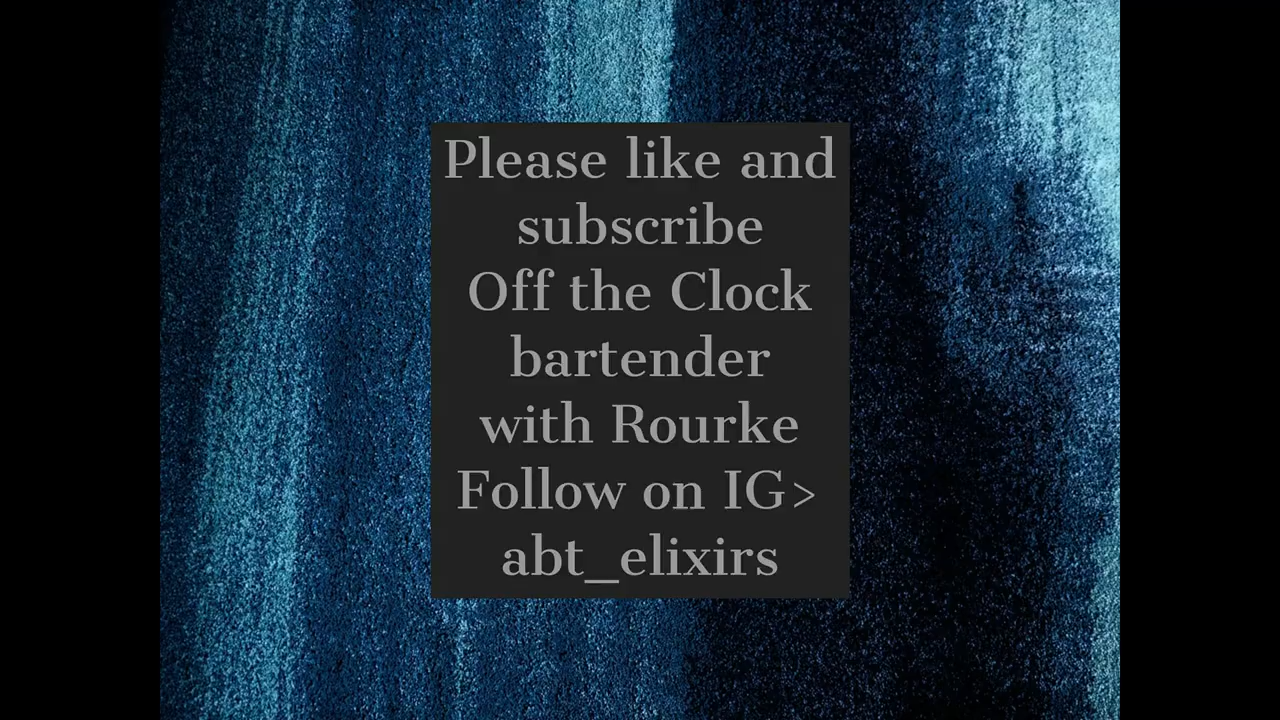 Please like and
subscribe
Off the Clock
bartender
with Rourke
Follow on IG>
abt_elixirs